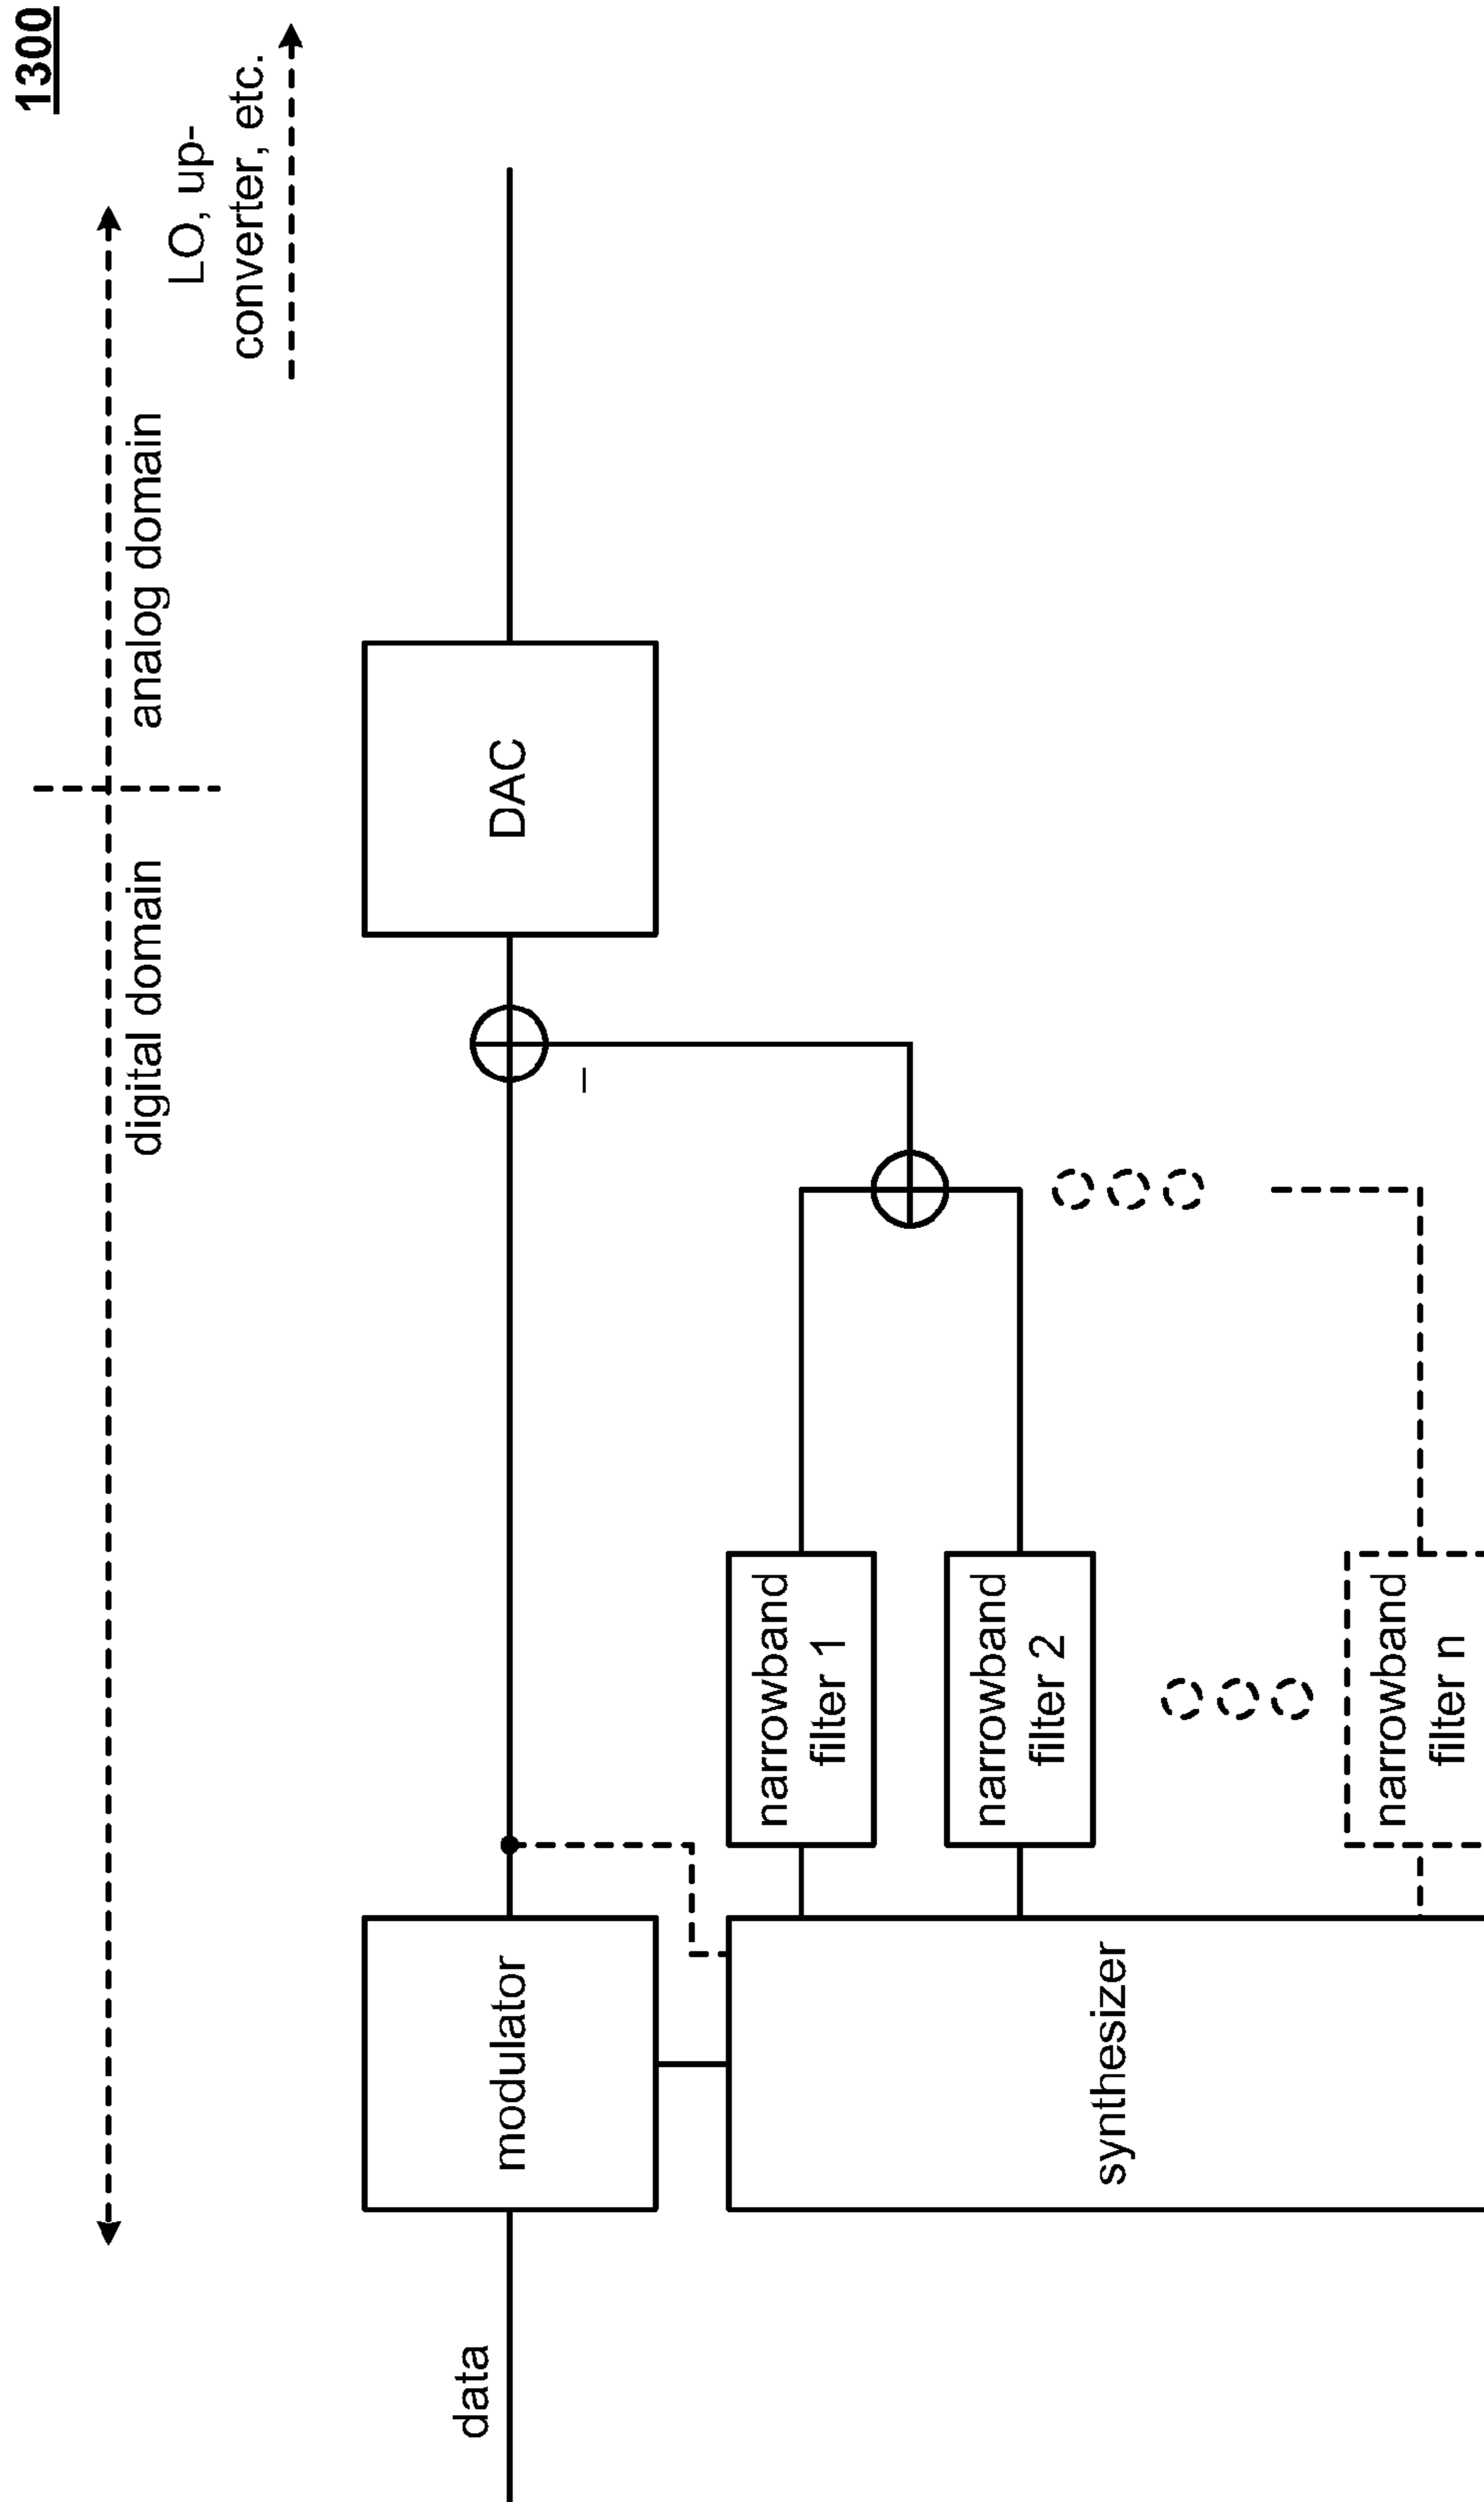 1300
LO, up-
converter, etc.
digital domain
analog domain
data
modulator
DAC
–
narrowband
filter 1
narrowband
filter 2
narrowband
filter n
synthesizer